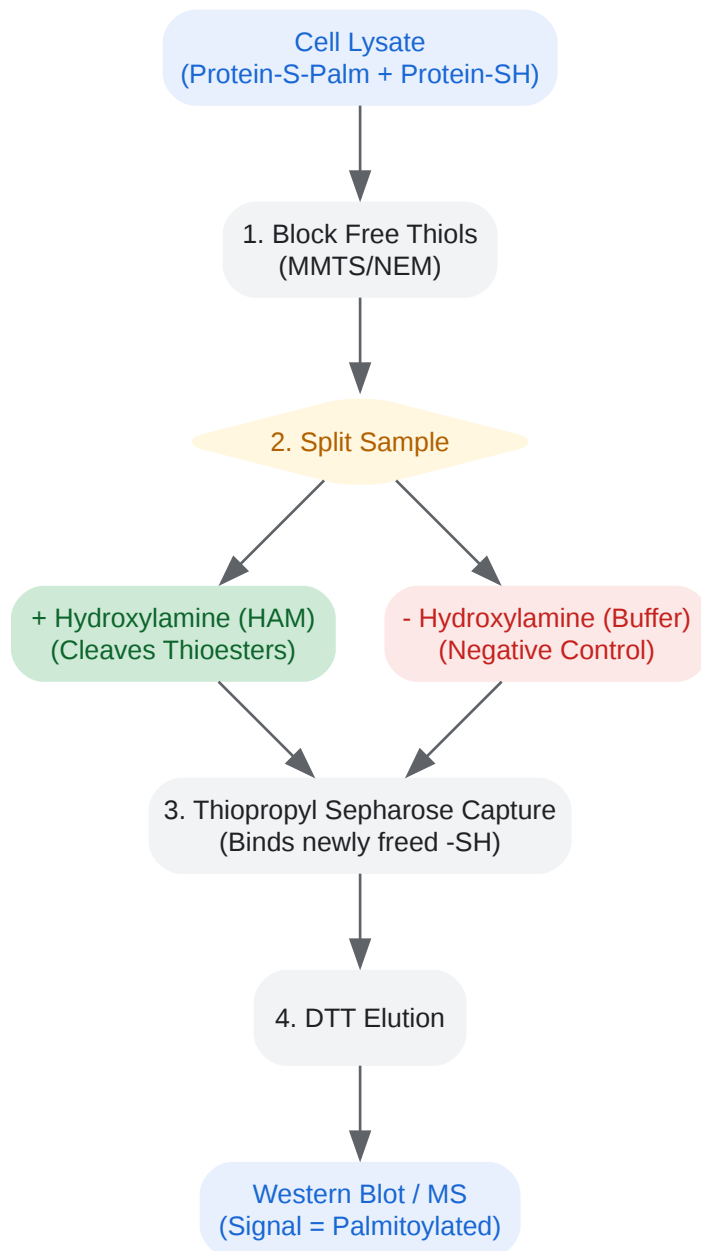 Cell Lysate
(Protein-S-Palm + Protein-SH)
1. Block Free Thiols
(MMTS/NEM)
2. Split Sample
+ Hydroxylamine (HAM)
(Cleaves Thioesters)
- Hydroxylamine (Buffer)
(Negative Control)
3. Thiopropyl Sepharose Capture
(Binds newly freed -SH)
4. DTT Elution
Western Blot / MS
(Signal = Palmitoylated)